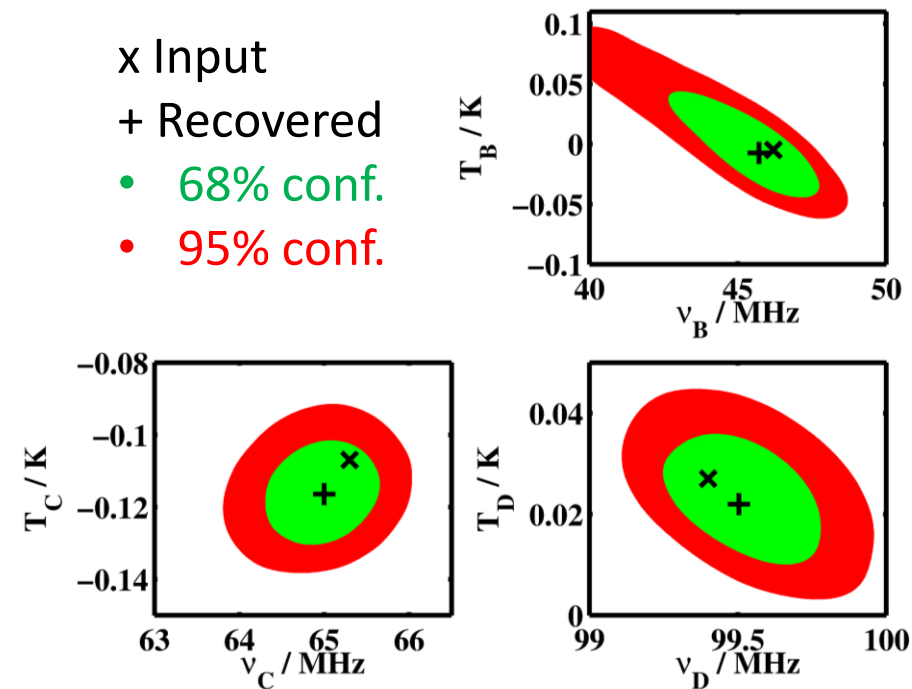 x Input
+ Recovered
• 68% conf.
• 95% conf.
0.1
0.05
0
−0.05
−0.1
T_B / K
40 45 50
ν_B / MHz
−0.08
−0.1
−0.12
−0.14
T_C / K
63 64 65 66
ν_C / MHz
0.04
0.02
0
T_D / K
99 99.5 100
ν_D / MHz